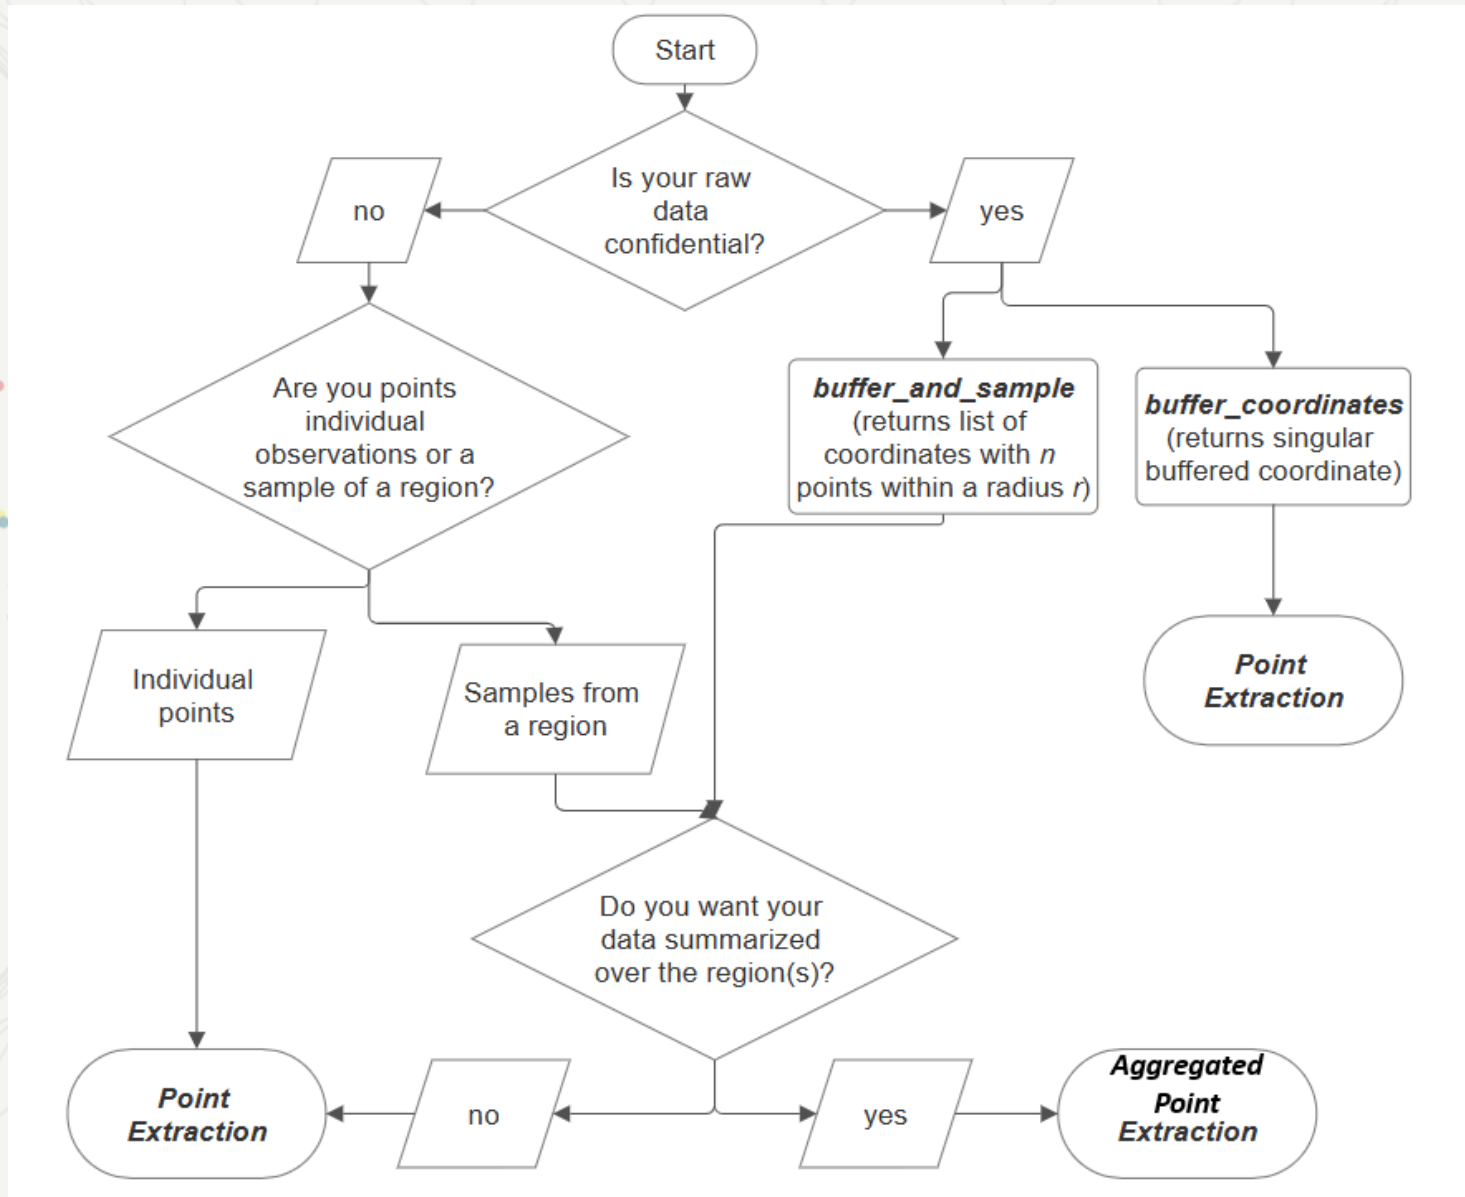 Start
Is your raw
data
confidential?
no
yes
Are you points
individual
observations or a
sample of a region?
buffer_and_sample
(returns list of
coordinates with n
points within a radius r)
buffer_coordinates
(returns singular
buffered coordinate)
Individual
points
Samples from
a region
Point
Extraction
Do you want your
data summarized
over the region(s)?
Point
Extraction
no
yes
Aggregated
Point
Extraction